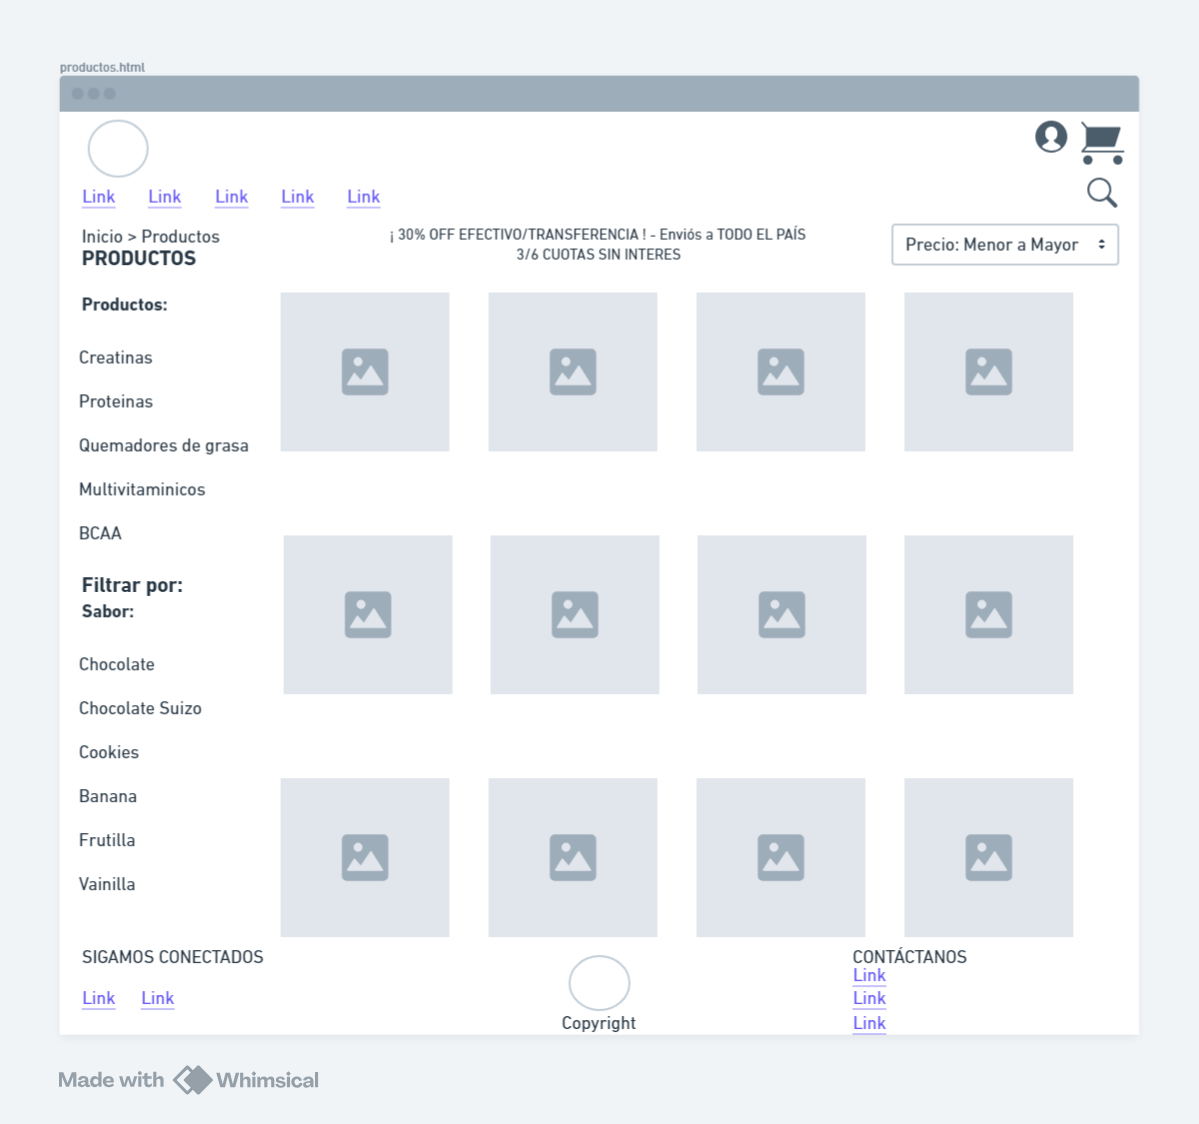 productos.html
Link Link Link Link Link
Inicio > Productos
PRODUCTOS
¡ 30% OFF EFECTIVO/TRANSFERENCIA ! - Enviós a TODO EL PAÍS
3/6 CUOTAS SIN INTERES
Precio: Menor a Mayor
Productos:
Creatinas
Proteinas
Quemadores de grasa
Multivitaminicos
BCAA
Filtrar por:
Sabor:
Chocolate
Chocolate Suizo
Cookies
Banana
Frutilla
Vainilla
SIGAMOS CONECTADOS
Link Link
Copyright
CONTÁCTANOS
Link
Link
Link
Made with Whimsical